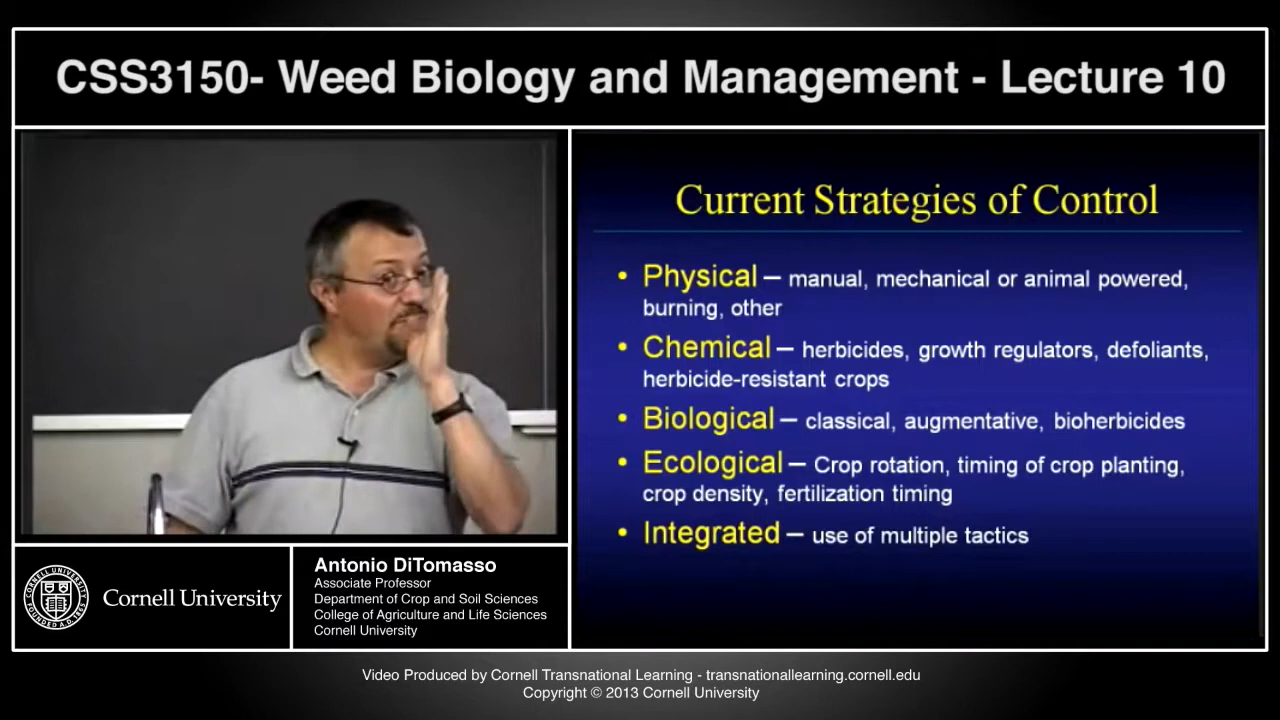 CSS3150- Weed Biology and Management - Lecture 10
Current Strategies of Control
• Physical – manual, mechanical or animal powered,
burning, other
• Chemical – herbicides, growth regulators, defoliants,
herbicide-resistant crops
• Biological – classical, augmentative, bioherbicides
• Ecological – Crop rotation, timing of crop planting,
crop density, fertilization timing
• Integrated – use of multiple tactics
Cornell University
Antonio DiTomasso
Associate Professor
Department of Crop and Soil Sciences
College of Agriculture and Life Sciences
Cornell University
Video Produced by Cornell Transnational Learning - transnationallearning.cornell.edu
Copyright © 2013 Cornell University